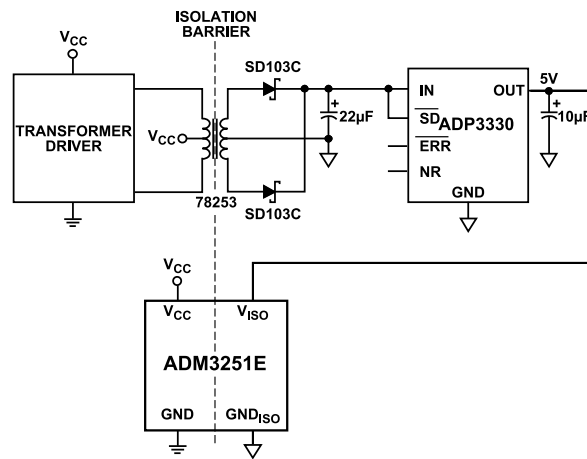 ISOLATION
BARRIER
VCC
SD103C
TRANSFORMER
DRIVER
VCC
+
22µF
IN
OUT
SD
ADP3330
ERR
NR
GND
5V
+
10µF
78253
SD103C
VCC
VCC
VISO
ADM3251E
GND
GNDISO